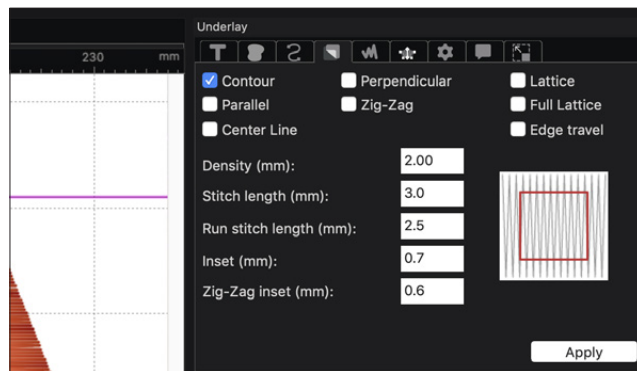 Underlay
230 mm
Contour Perpendicular Lattice
Parallel Zig-Zag Full Lattice
Center Line Edge travel
Density (mm): 2.00
Stitch length (mm): 3.0
Run stitch length (mm): 2.5
Inset (mm): 0.7
Zig-Zag inset (mm): 0.6
Apply